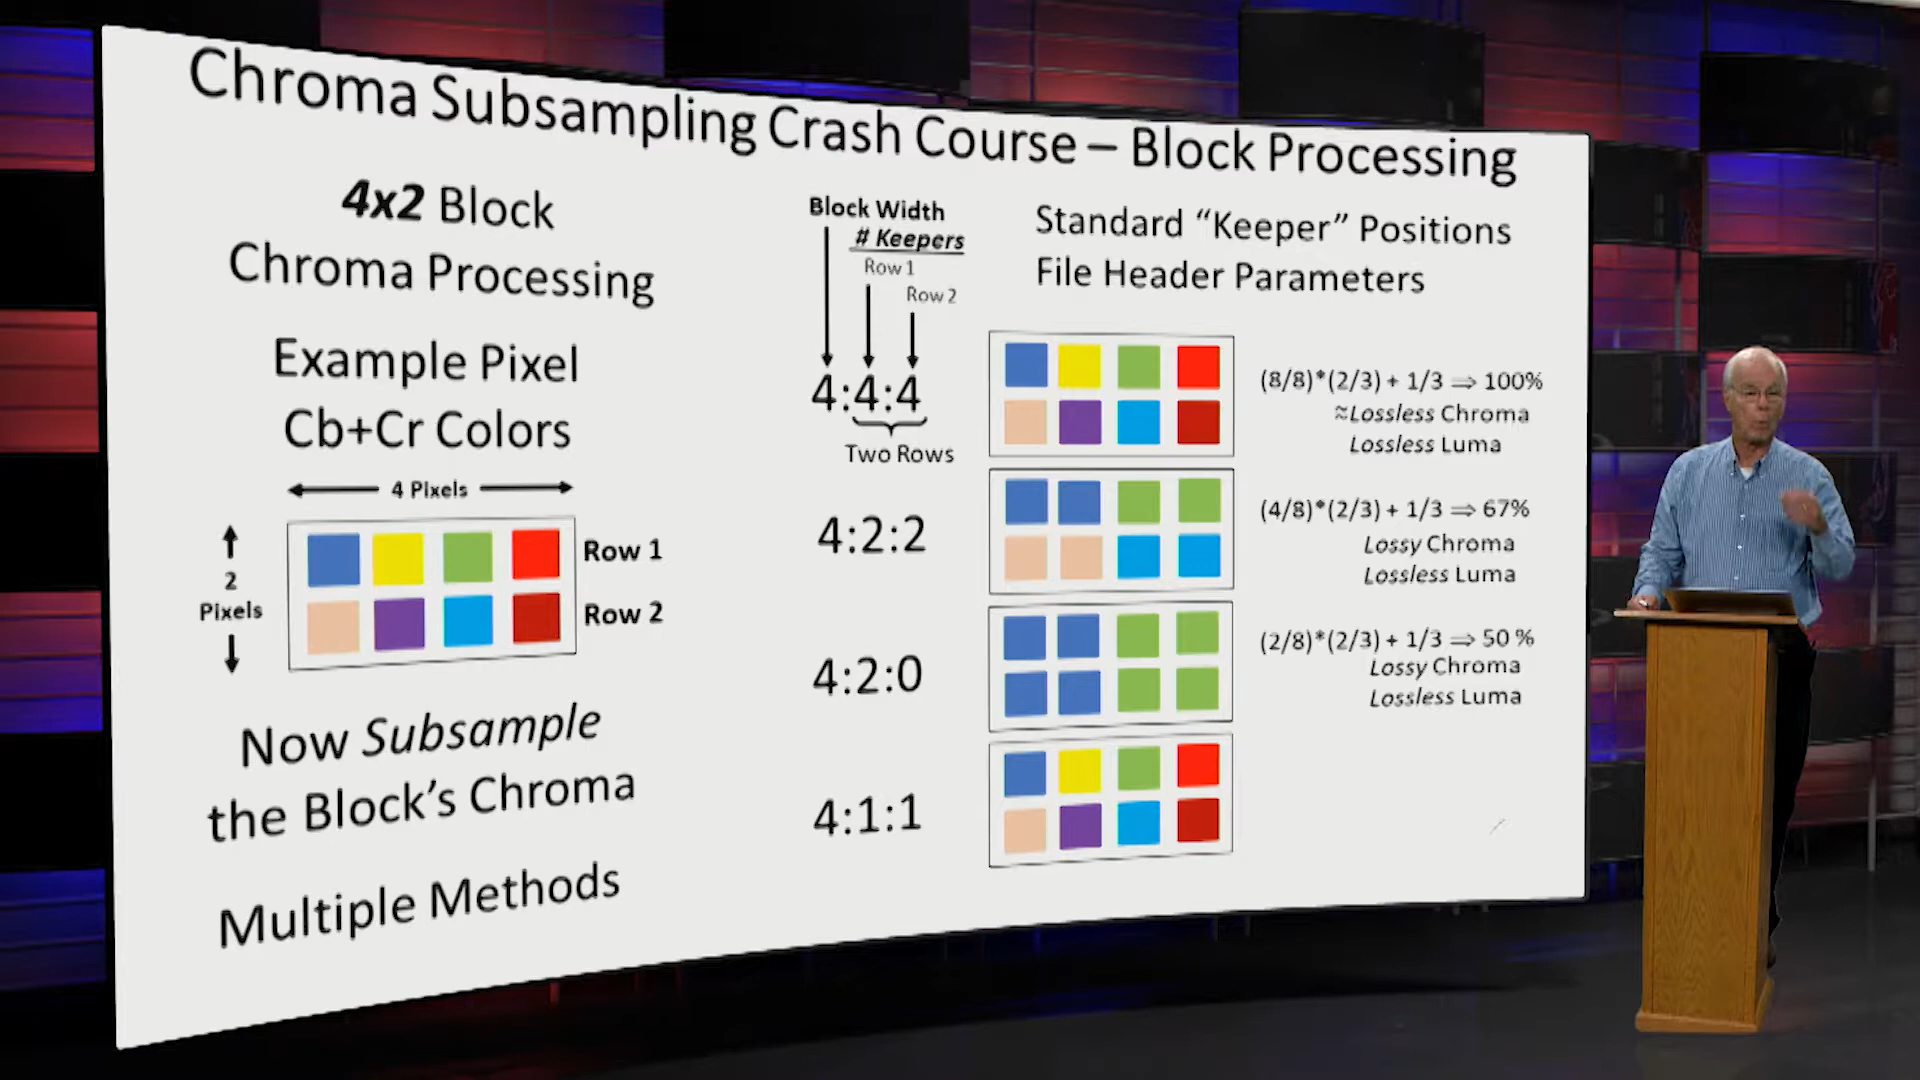 Chroma Subsampling Crash Course – Block Processing
4x2 Block
Chroma Processing
Example Pixel
Cb+Cr Colors
4 Pixels
2
Pixels
Row 1
Row 2
Now Subsample
the Block's Chroma
Multiple Methods
Block Width
# Keepers
Row 1
Row 2
4:4:4
Two Rows
4:2:2
4:2:0
4:1:1
Standard "Keeper" Positions
File Header Parameters
(8/8)*(2/3) + 1/3 ⇒ 100%
≈Lossless Chroma
Lossless Luma
(4/8)*(2/3) + 1/3 ⇒ 67%
Lossy Chroma
Lossless Luma
(2/8)*(2/3) + 1/3 ⇒ 50 %
Lossy Chroma
Lossless Luma